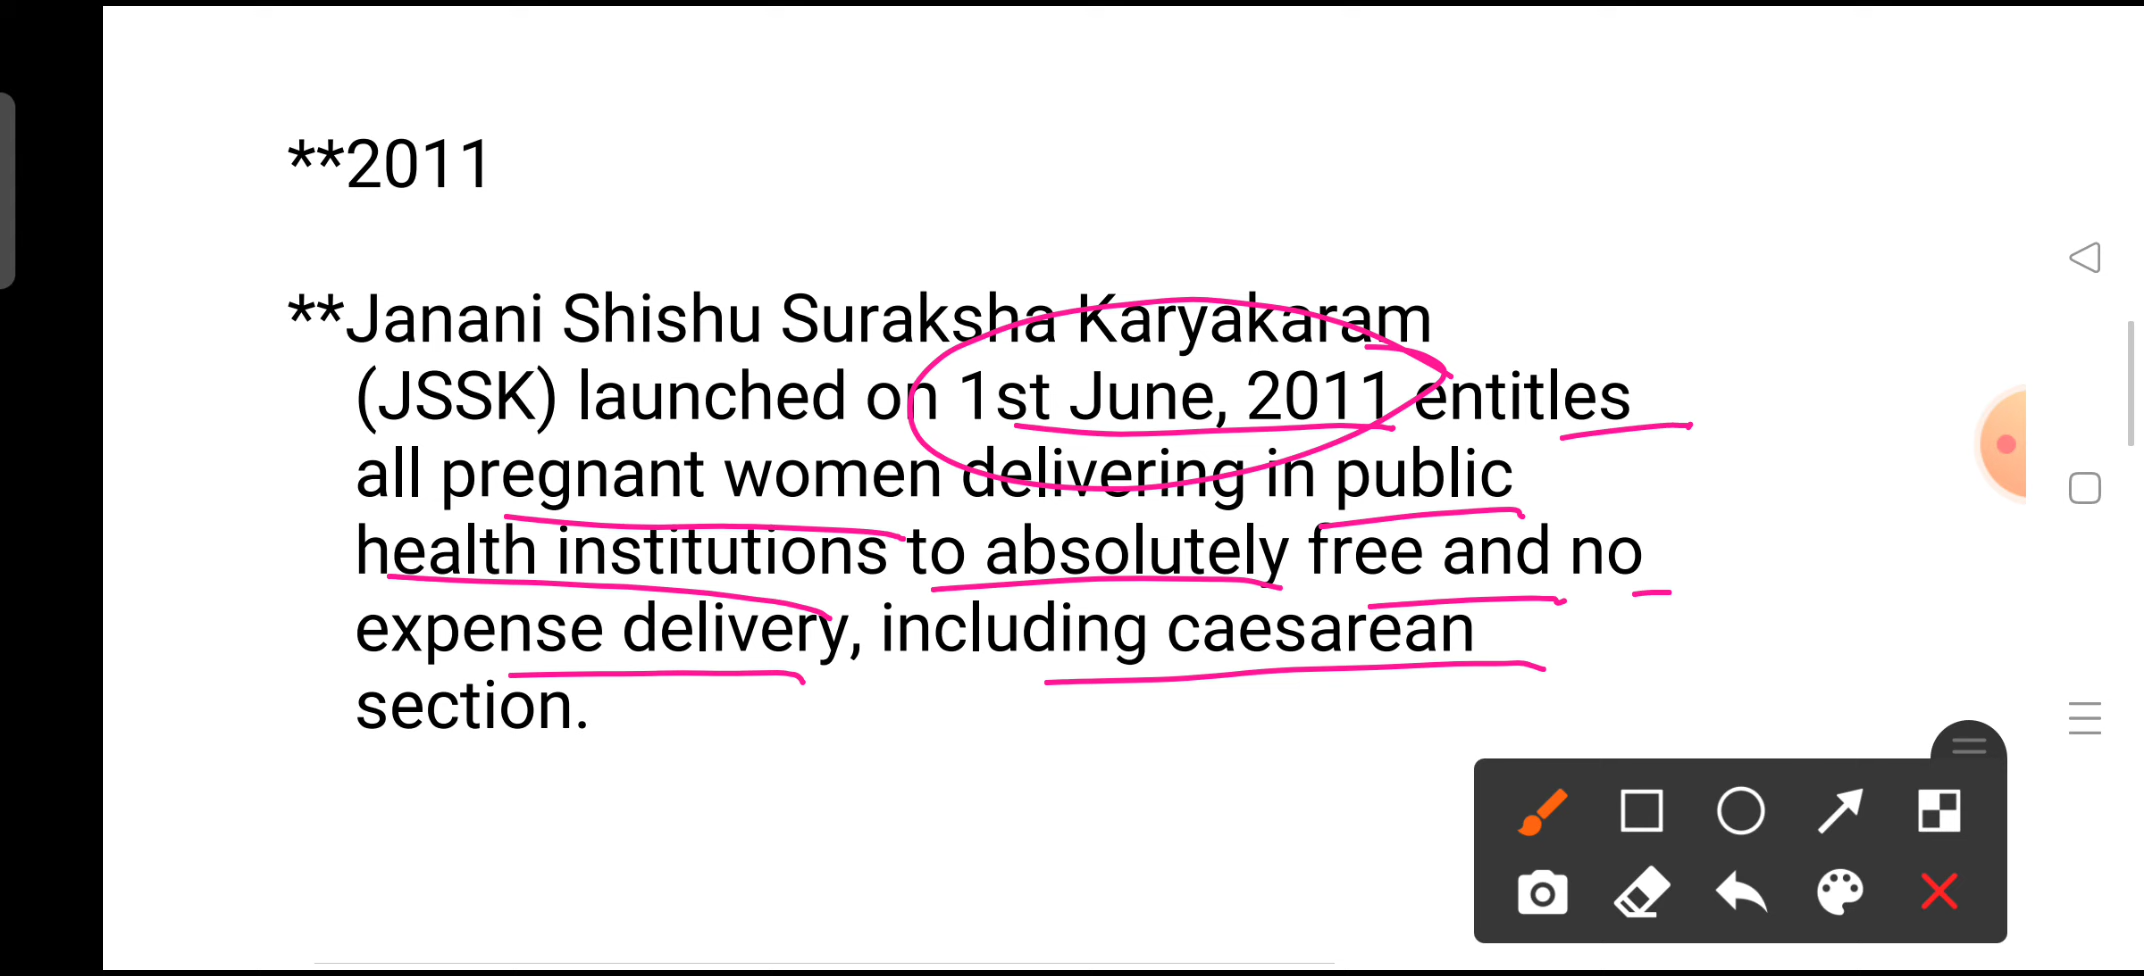 **2011
**Janani Shishu Suraksha Karyakaram
(JSSK) launched on 1st June, 2011 entitles
all pregnant women delivering in public
health institutions to absolutely free and no
expense delivery, including caesarean
section.